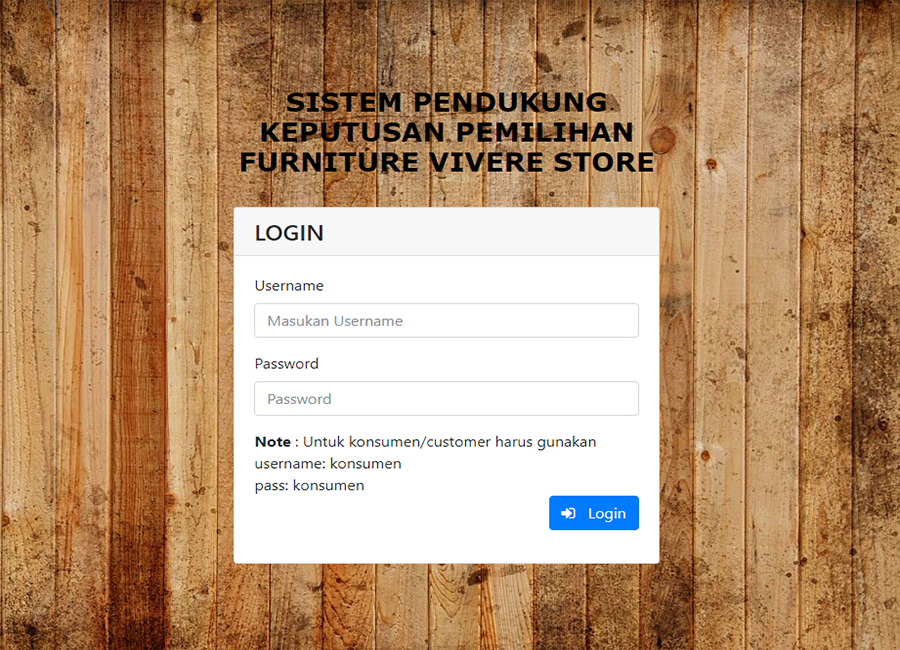 SISTEM PENDUKUNG
KEPUTUSAN PEMILIHAN
FURNITURE VIVERE STORE
LOGIN
Username
Masukan Username
Password
Password
Note : Untuk konsumen/customer harus gunakan
username: konsumen
pass: konsumen
Login